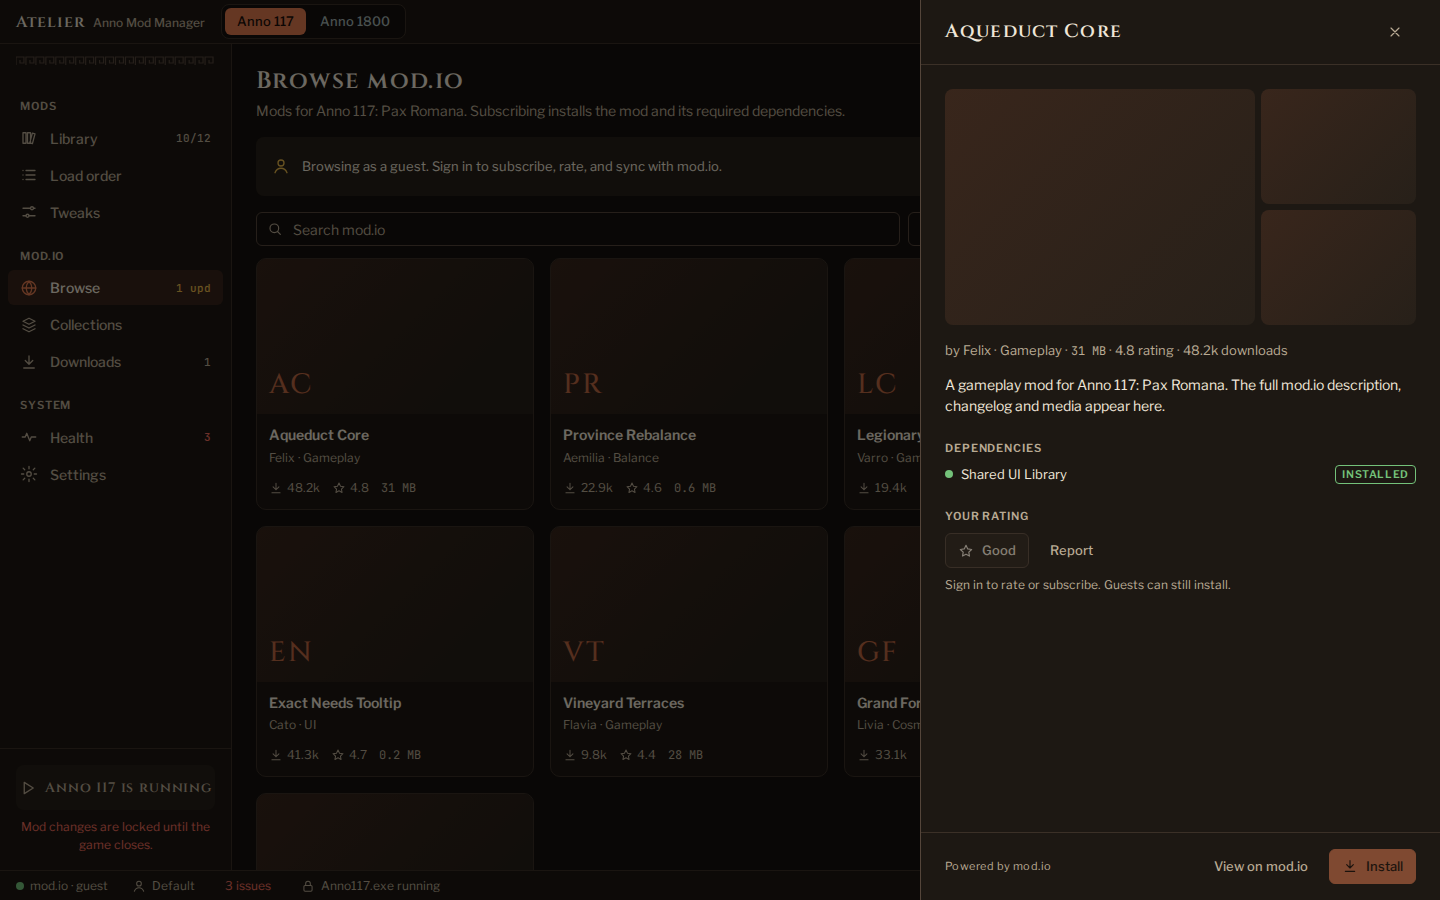 Atelier Anno Mod Manager
Anno 117
Anno 1800
MODS
Library 10/12
Load order
Tweaks
MOD.IO
Browse 1 upd
Collections
Downloads 1
SYSTEM
Health 3
Settings
Anno 117 is running
Mod changes are locked until the
game closes.
Browse mod.io
Mods for Anno 117: Pax Romana. Subscribing installs the mod and its required dependencies.
Browsing as a guest. Sign in to subscribe, rate, and sync with mod.io.
Search mod.io
AC
Aqueduct Core
Felix · Gameplay
48.2k 4.8 31 MB
PR
Province Rebalance
Aemilia · Balance
22.9k 4.6 0.6 MB
LC
Legionary
Varro · Gam
19.4k
EN
Exact Needs Tooltip
Cato · UI
41.3k 4.7 0.2 MB
VT
Vineyard Terraces
Flavia · Gameplay
9.8k 4.4 28 MB
GF
Grand For
Livia · Cosm
33.1k
mod.io · guest
Default
3 issues
Anno117.exe running
Aqueduct Core
by Felix · Gameplay · 31 MB · 4.8 rating · 48.2k downloads
A gameplay mod for Anno 117: Pax Romana. The full mod.io description,
changelog and media appear here.
DEPENDENCIES
Shared UI Library INSTALLED
YOUR RATING
Good Report
Sign in to rate or subscribe. Guests can still install.
Powered by mod.io View on mod.io Install